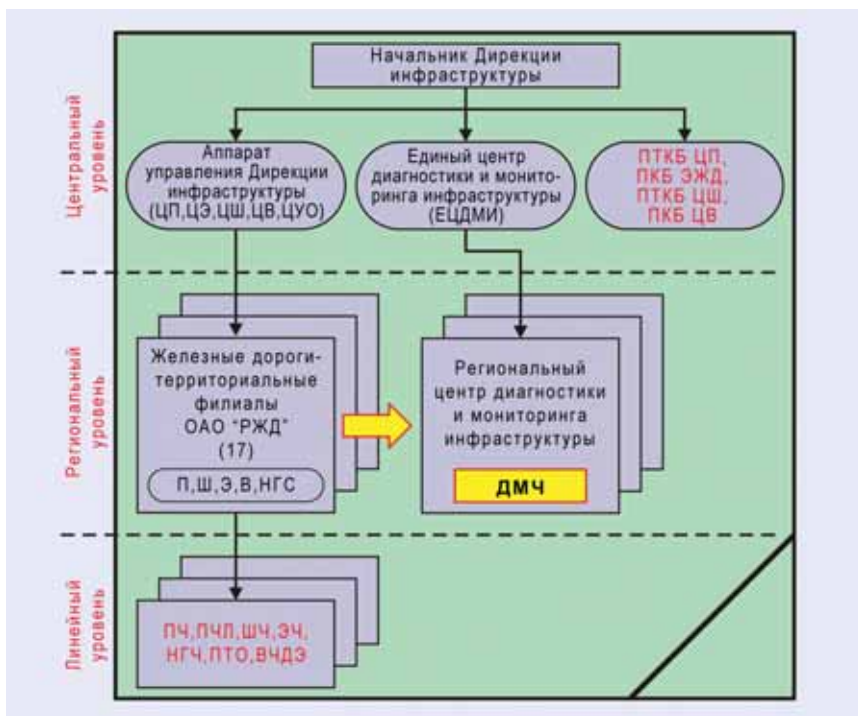 Начальник Дирекции
инфраструктуры
Центральный
уровень
Аппарат
управления Дирекции
инфраструктуры
(ЦП,ЦЭ,ЦШ,ЦВ,ЦУО)
Единый центр
диагностики и монито-
ринга инфраструктуры
(ЕЦДМИ)
ПТКБ ЦП,
ПКБ ЭЖД,
ПТКБ ЦШ,
ПКБ ЦВ
Региональный
уровень
Железные дороги-
территориальные
филиалы
ОАО "РЖД"
(17)
П,Ш,Э,В,НГС
Региональный
центр диагностики
и мониторинга
инфраструктуры
ДМЧ
Линейный
уровень
ПЧ,ПЧЛ,ШЧ,ЭЧ,
НГЧ,ПТО,ВЧДЭ